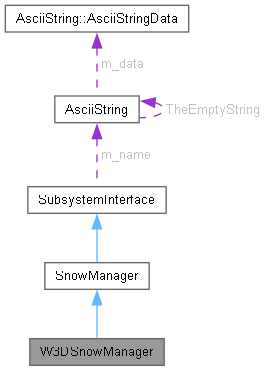 AsciiString::AsciiStringData
m_data
AsciiString
TheEmptyString
m_name
SubsystemInterface
SnowManager
W3DSnowManager